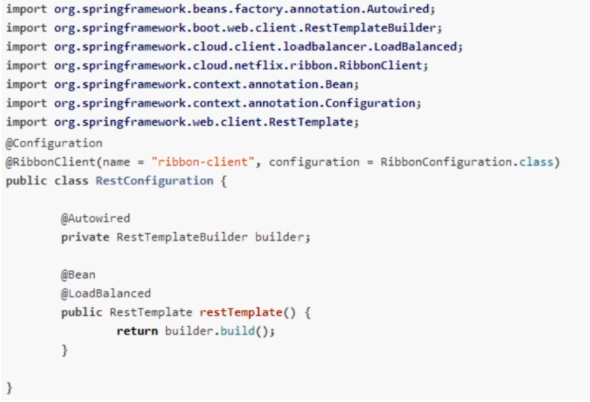 import org.springframework.beans.factory.annotation.Autowired;
import org.springframework.boot.web.client.RestTemplateBuilder;
import org.springframework.cloud.client.loadbalancer.LoadBalanced;
import org.springframework.cloud.netflix.ribbon.RibbonClient;
import org.springframework.context.annotation.Bean;
import org.springframework.context.annotation.Configuration;
import org.springframework.web.client.RestTemplate;
@Configuration
@RibbonClient(name = "ribbon-client", configuration = RibbonConfiguration.class)
public class RestConfiguration {
@Autowired
private RestTemplateBuilder builder;
@Bean
@LoadBalanced
public RestTemplate restTemplate() {
return builder.build();
}
}